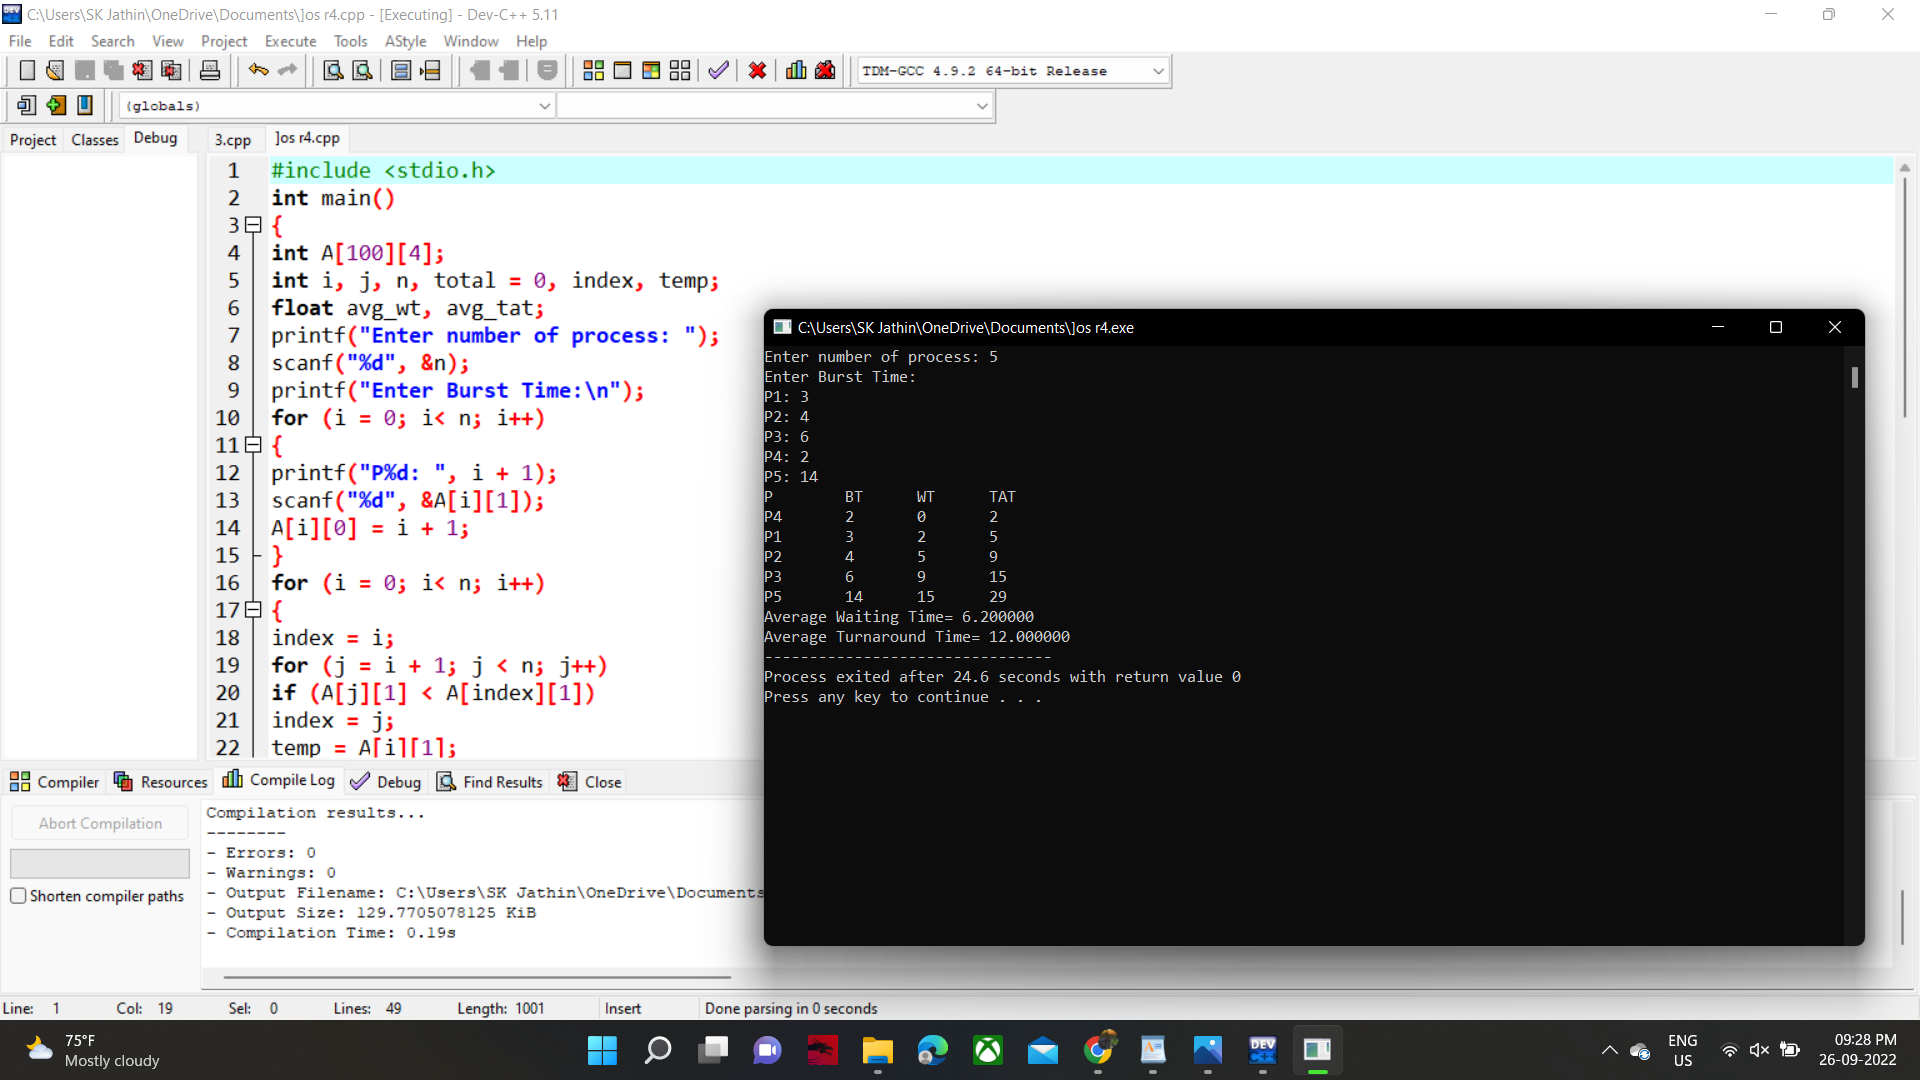 C:\Users\SK Jathin\OneDrive\Documents\]os r4.cpp - [Executing] - Dev-C++ 5.11
File Edit Search View Project Execute Tools AStyle Window Help
TDM-GCC 4.9.2 64-bit Release
(globals)
Project Classes Debug
3.cpp ]os r4.cpp
1 #include <stdio.h>
2 int main()
3 {
4 int A[100][4];
5 int i, j, n, total = 0, index, temp;
6 float avg_wt, avg_tat;
7 printf("Enter number of process: ");
8 scanf("%d", &n);
9 printf("Enter Burst Time:\n");
10 for (i = 0; i< n; i++)
11 {
12 printf("P%d: ", i + 1);
13 scanf("%d", &A[i][1]);
14 A[i][0] = i + 1;
15 }
16 for (i = 0; i< n; i++)
17 {
18 index = i;
19 for (j = i + 1; j < n; j++)
20 if (A[j][1] < A[index][1])
21 index = j;
22 temp = A[i][1];
C:\Users\SK Jathin\OneDrive\Documents\]os r4.exe
Enter number of process: 5
Enter Burst Time:
P1: 3
P2: 4
P3: 6
P4: 2
P5: 14
P BT WT TAT
P4 2 0 2
P1 3 2 5
P2 4 5 9
P3 6 9 15
P5 14 15 29
Average Waiting Time= 6.200000
Average Turnaround Time= 12.000000
--------------------------------
Process exited after 24.6 seconds with return value 0
Press any key to continue . . .
Compiler Resources Compile Log Debug Find Results Close
Abort Compilation
Shorten compiler paths
Compilation results...
--------
- Errors: 0
- Warnings: 0
- Output Filename: C:\Users\SK Jathin\OneDrive\Documents
- Output Size: 129.7705078125 KiB
- Compilation Time: 0.19s
Line: 1 Col: 19 Sel: 0 Lines: 49 Length: 1001 Insert Done parsing in 0 seconds
75°F
Mostly cloudy
DEV
C++
ENG
US
09:28 PM
26-09-2022